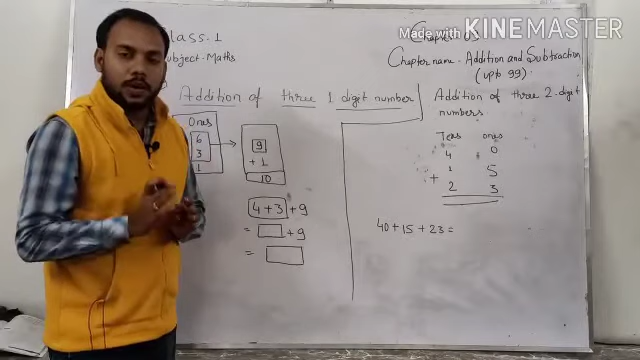 Made with KINEMASTER
Class. 1
Subject. Maths
Chapter name. Addition and Subtraction
(upto 99).
Addition of three 1 digit number
Ones
6
3
1
9
+ 1
10
4+3 +9
= +9
=
Addition of three 2-digit
numbers
Tens ones
4 0
1 5
+ 2 3
40+15+23=